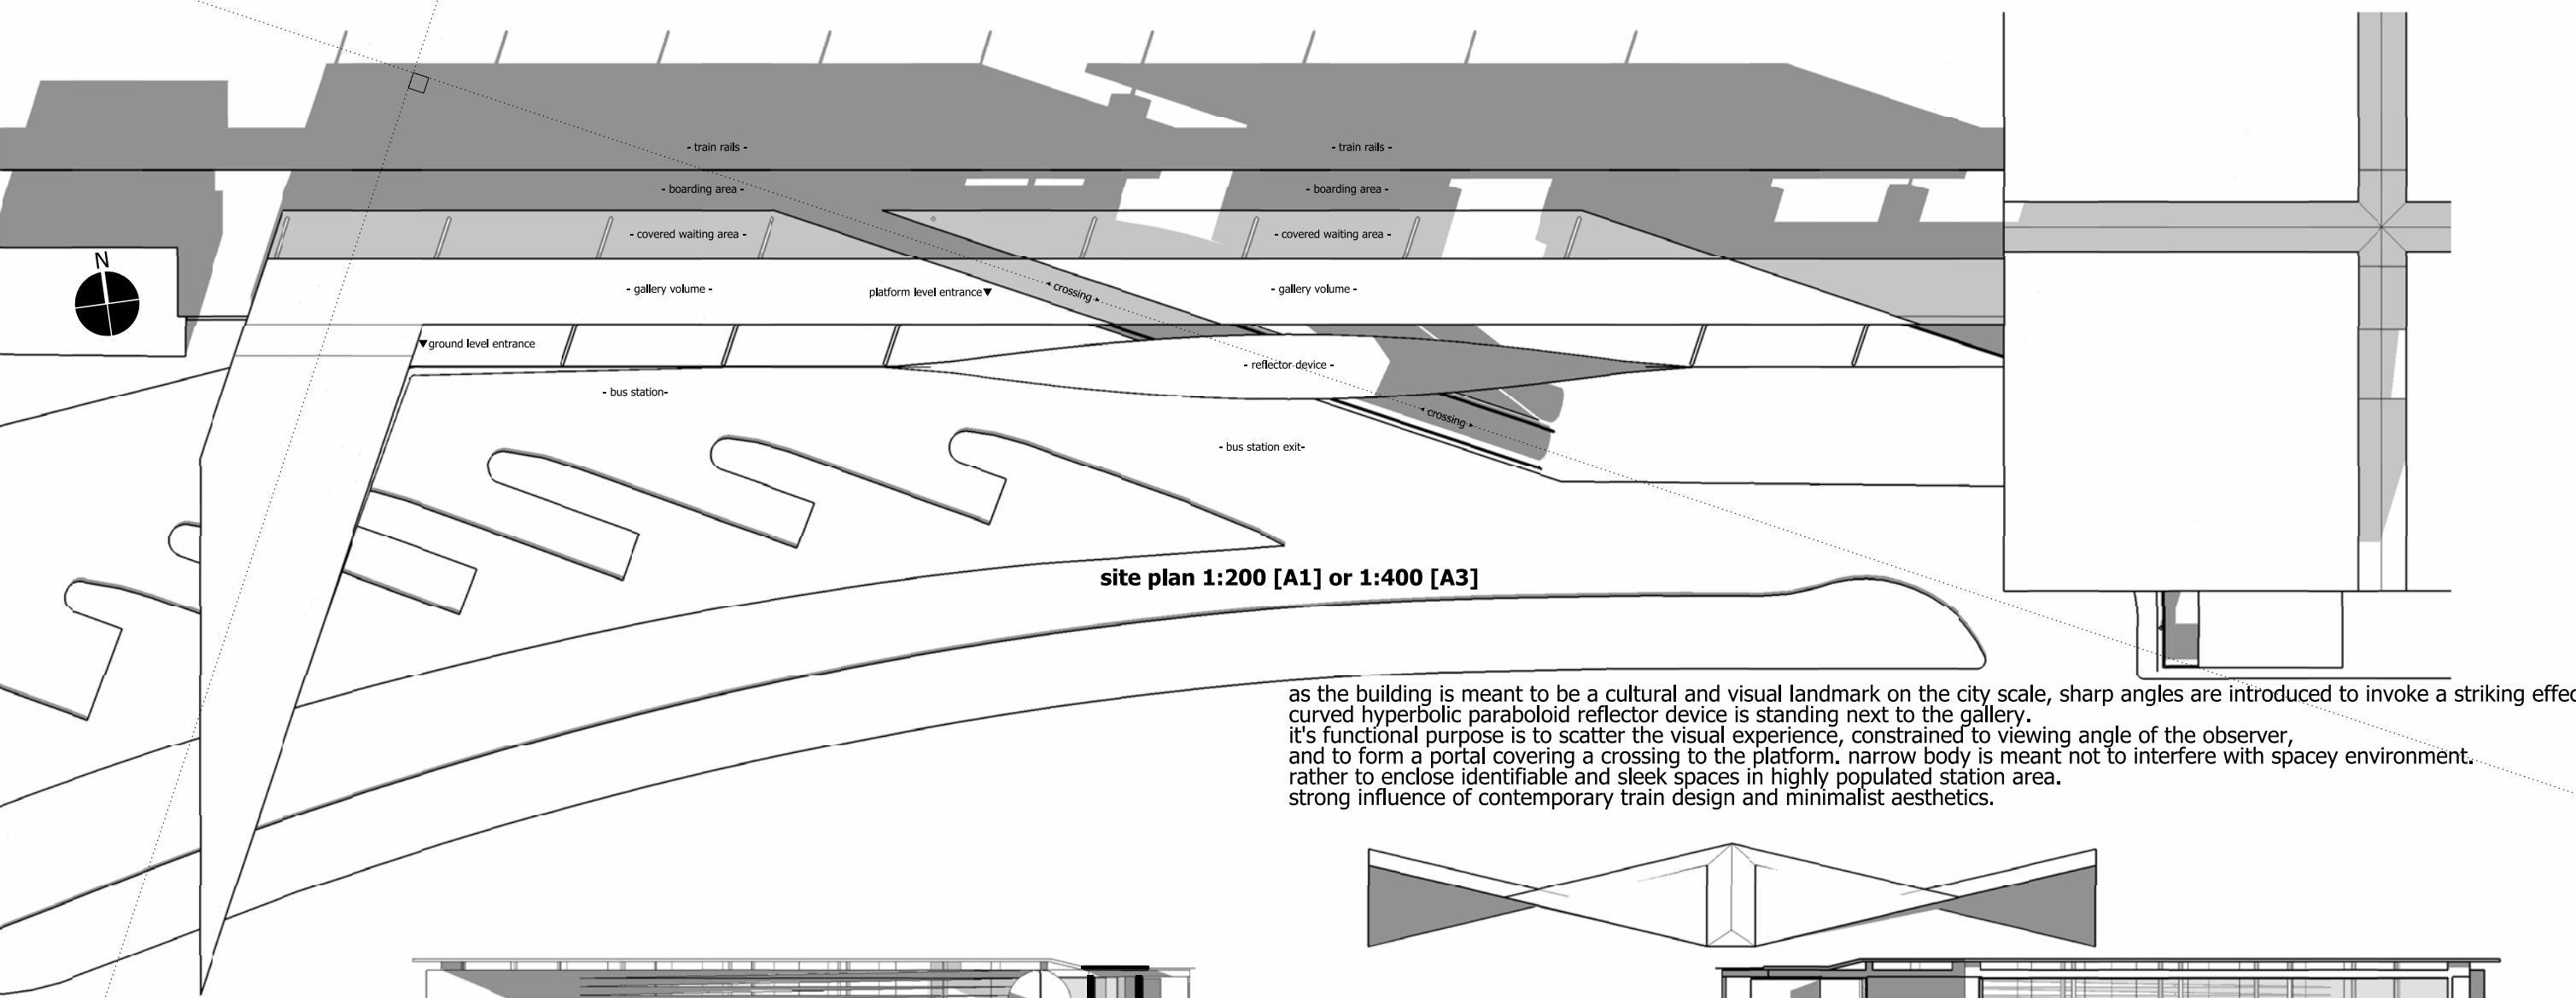 - train rails -
- train rails -
- boarding area -
- boarding area -
- covered waiting area -
- covered waiting area -
N
- gallery volume -
platform level entrance▼
◄ crossing ►
- gallery volume -
▼ground level entrance
- reflector device -
- bus station-
◄ crossing ►
- bus station exit-
site plan 1:200 [A1] or 1:400 [A3]
as the building is meant to be a cultural and visual landmark on the city scale, sharp angles are introduced to invoke a striking effec
curved hyperbolic paraboloid reflector device is standing next to the gallery.
it's functional purpose is to scatter the visual experience, constrained to viewing angle of the observer,
and to form a portal covering a crossing to the platform. narrow body is meant not to interfere with spacey environment.
rather to enclose identifiable and sleek spaces in highly populated station area.
strong influence of contemporary train design and minimalist aesthetics.